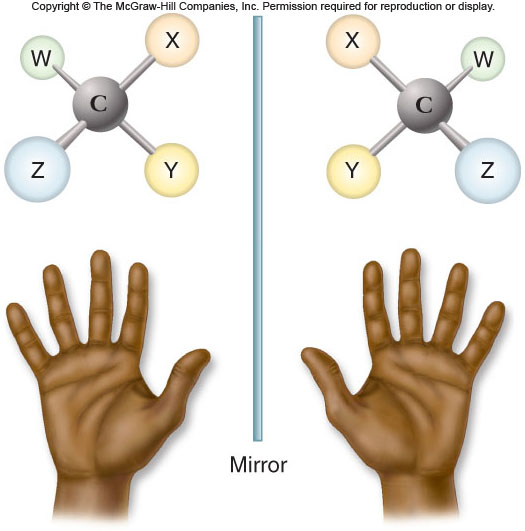 Copyright © The McGraw-Hill Companies, Inc. Permission required for reproduction or display.
X X
W W
C C
Z Y Y Z
Mirror